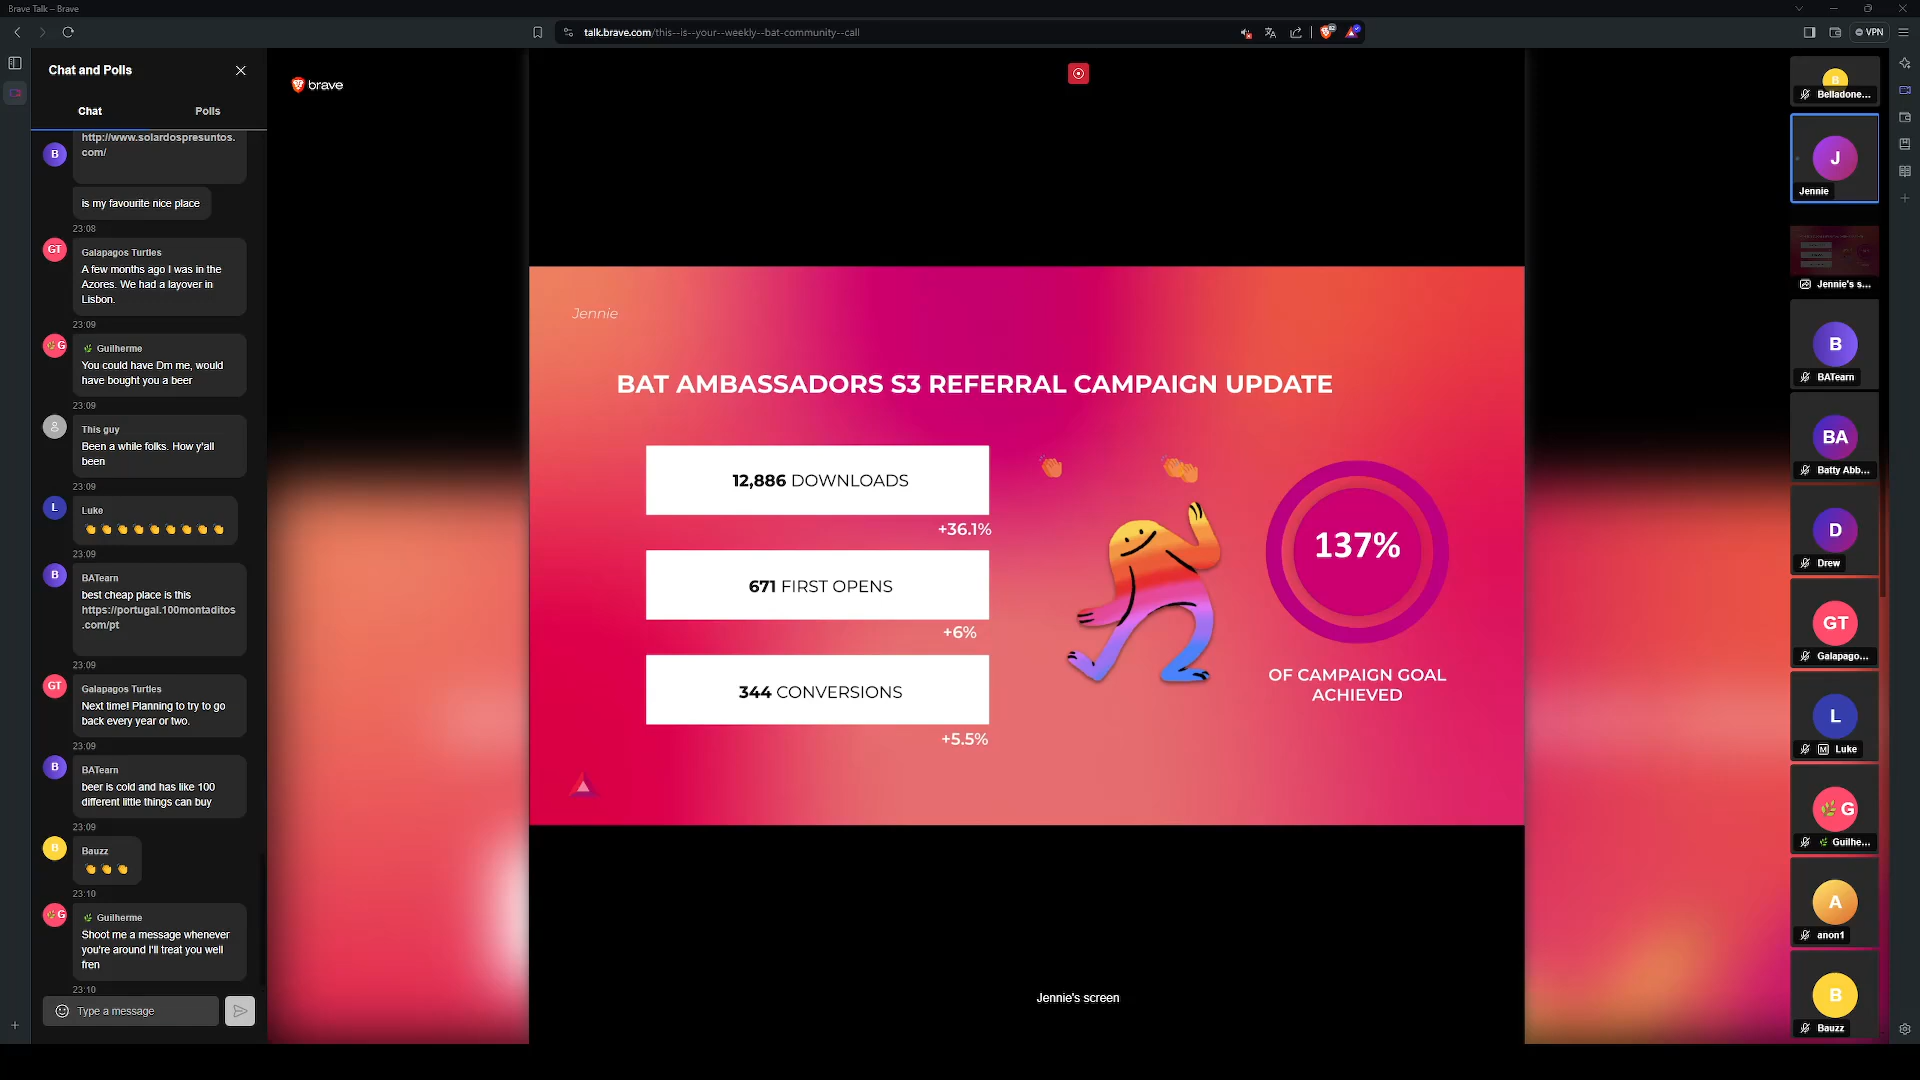 Brave Talk – Brave
talk.brave.com/this--is--your--weekly--bat-community--call
VPN
Chat and Polls
Chat
Polls
B
http://www.solardospresuntos.
com/
is my favourite nice place
23:08
GT
Galapagos Turtles
A few months ago I was in the
Azores. We had a layover in
Lisbon.
23:09
G
Guilherme
You could have Dm me, would
have bought you a beer
23:09
This guy
Been a while folks. How y'all
been
23:09
L
Luke
👏 👏 👏 👏 👏 👏 👏 👏 👏
23:09
B
BATearn
best cheap place is this
https://portugal.100montaditos
.com/pt
23:09
GT
Galapagos Turtles
Next time! Planning to try to go
back every year or two.
23:09
B
BATearn
beer is cold and has like 100
different little things can buy
23:09
B
Bauzz
👏 👏 👏
23:10
G
Guilherme
Shoot me a message whenever
you're around I'll treat you well
fren
23:10
Type a message
brave
Jennie
BAT AMBASSADORS S3 REFERRAL CAMPAIGN UPDATE
12,886 DOWNLOADS
+36.1%
671 FIRST OPENS
+6%
344 CONVERSIONS
+5.5%
137%
OF CAMPAIGN GOAL
ACHIEVED
Jennie's screen
B
Belladone...
J
Jennie
Jennie's s...
B
BATearn
BA
Batty Abb...
D
Drew
GT
Galapago...
L
M Luke
G
Guilhe...
A
anon1
B
Bauzz